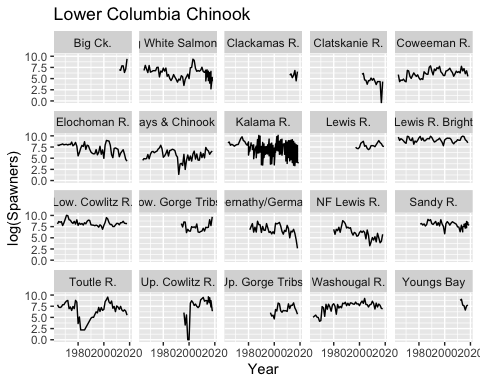 Lower Columbia Chinook
Big Ck.
White Salmon
Clackamas R.
Clatskanie R.
Coweeman R.
10.0
7.5
5.0
2.5
0.0
Elochoman R.
ays & Chinook
Kalama R.
Lewis R.
Lewis R. Bright
10.0
7.5
5.0
2.5
0.0
Low. Cowlitz R.
ow. Gorge Tribs
emathy/Germa
NF Lewis R.
Sandy R.
10.0
7.5
5.0
2.5
0.0
Toutle R.
Up. Cowlitz R.
Up. Gorge Tribs
Washougal R.
Youngs Bay
10.0
7.5
5.0
2.5
0.0
log(Spawners)
198020002020
198020002020
198020002020
198020002020
198020002020
Year